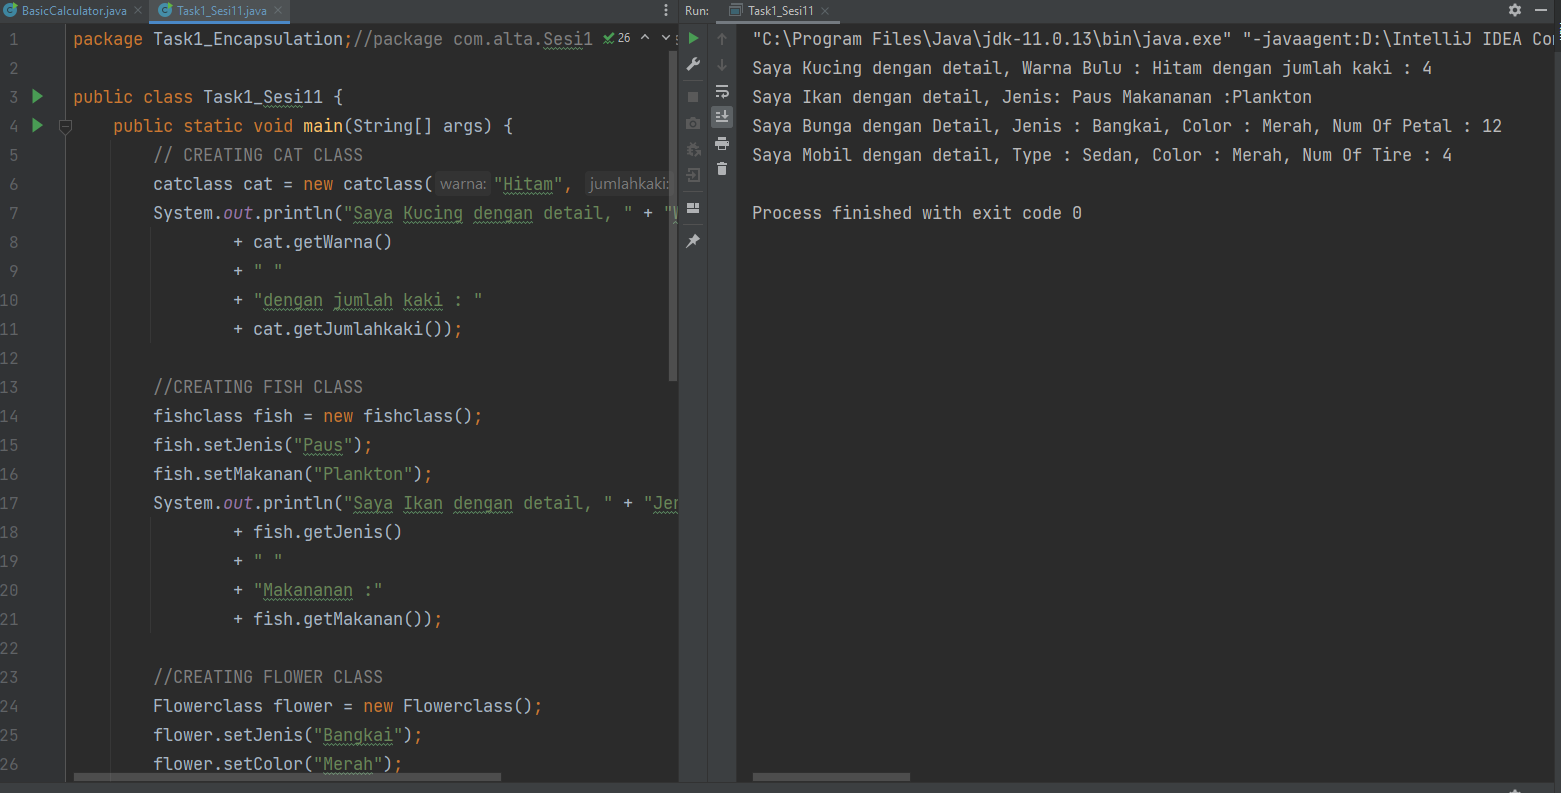 BasicCalculator.java
Task1_Sesi11.java
Run:
Task1_Sesi11
1 package Task1_Encapsulation;//package com.alta.Sesi1
26
2
3 public class Task1_Sesi11 {
4 public static void main(String[] args) {
5 // CREATING CAT CLASS
6 catclass cat = new catclass( warna: "Hitam", jumlahkaki:
7 System.out.println("Saya Kucing dengan detail, " + "W
8 + cat.getWarna()
9 + " "
10 + "dengan jumlah kaki : "
11 + cat.getJumlahkaki());
12
13 //CREATING FISH CLASS
14 fishclass fish = new fishclass();
15 fish.setJenis("Paus");
16 fish.setMakanan("Plankton");
17 System.out.println("Saya Ikan dengan detail, " + "Jen
18 + fish.getJenis()
19 + " "
20 + "Makananan :"
21 + fish.getMakanan());
22
23 //CREATING FLOWER CLASS
24 Flowerclass flower = new Flowerclass();
25 flower.setJenis("Bangkai");
26 flower.setColor("Merah");
"C:\Program Files\Java\jdk-11.0.13\bin\java.exe" "-javaagent:D:\IntelliJ IDEA Co
Saya Kucing dengan detail, Warna Bulu : Hitam dengan jumlah kaki : 4
Saya Ikan dengan detail, Jenis: Paus Makananan :Plankton
Saya Bunga dengan Detail, Jenis : Bangkai, Color : Merah, Num Of Petal : 12
Saya Mobil dengan detail, Type : Sedan, Color : Merah, Num Of Tire : 4
Process finished with exit code 0